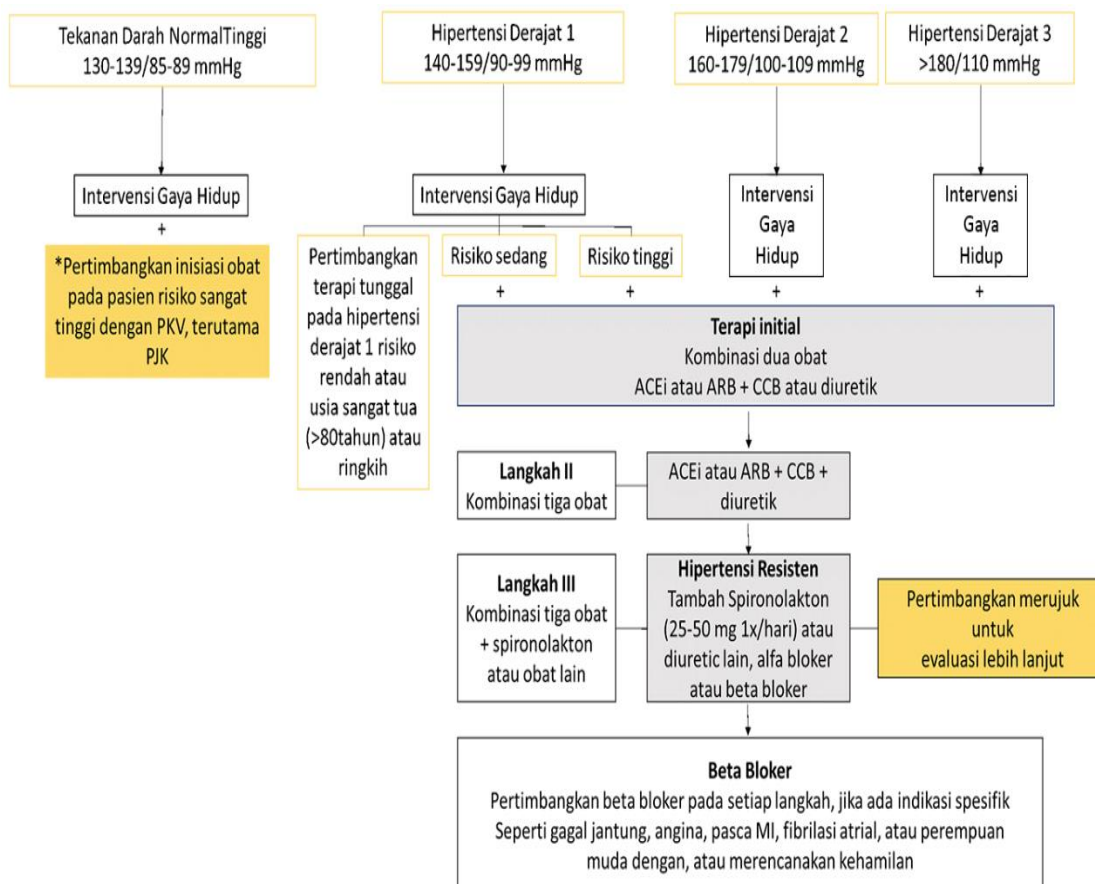 Tekanan Darah NormalTinggi
130-139/85-89 mmHg
Hipertensi Derajat 1
140-159/90-99 mmHg
Hipertensi Derajat 2
160-179/100-109 mmHg
Hipertensi Derajat 3
>180/110 mmHg
Intervensi Gaya Hidup
+
*Pertimbangkan inisiasi obat
pada pasien risiko sangat
tinggi dengan PKV, terutama
PJK
Intervensi Gaya Hidup
Pertimbangkan
terapi tunggal
pada hipertensi
derajat 1 risiko
rendah atau
usia sangat tua
(>80tahun) atau
ringkih
Risiko sedang
+
Risiko tinggi
+
Intervensi
Gaya
Hidup
+
Intervensi
Gaya
Hidup
+
Terapi initial
Kombinasi dua obat
ACEi atau ARB + CCB atau diuretik
Langkah II
Kombinasi tiga obat
ACEi atau ARB + CCB +
diuretik
Langkah III
Kombinasi tiga obat
+ spironolakton
atau obat lain
Hipertensi Resisten
Tambah Spironolakton
(25-50 mg 1x/hari) atau
diuretic lain, alfa bloker
atau beta bloker
Pertimbangkan merujuk
untuk
evaluasi lebih lanjut
Beta Bloker
Pertimbangkan beta bloker pada setiap langkah, jika ada indikasi spesifik
Seperti gagal jantung, angina, pasca MI, fibrilasi atrial, atau perempuan
muda dengan, atau merencanakan kehamilan